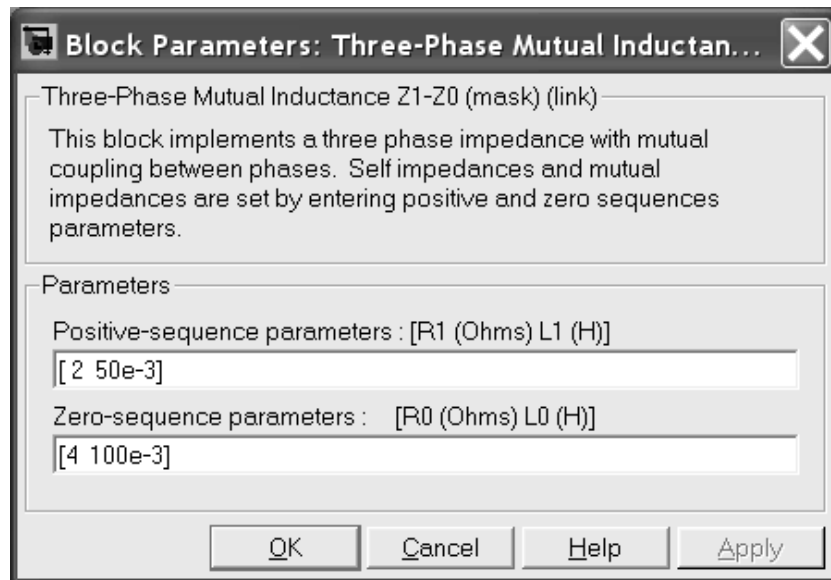 Block Parameters: Three-Phase Mutual Inductan...
Three-Phase Mutual Inductance Z1-Z0 (mask) (link)
This block implements a three phase impedance with mutual
coupling between phases. Self impedances and mutual
impedances are set by entering positive and zero sequences
parameters.
Parameters
Positive-sequence parameters : [R1 (Ohms) L1 (H)]
[ 2 50e-3]
Zero-sequence parameters : [R0 (Ohms) L0 (H)]
[4 100e-3]
OK Cancel Help Apply